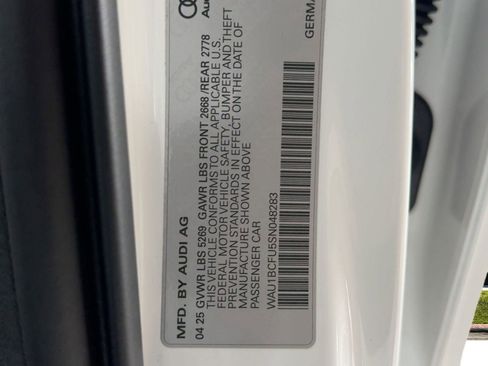 Au
GERMA
MFD. BY AUDI AG
04 25 GVWR LBS 5269 GAWR LBS FRONT 2668 /REAR 2778
THIS VEHICLE CONFORMS TO ALL APPLICABLE U.S.
FEDERAL MOTOR VEHICLE SAFETY, BUMPER AND THEFT
PREVENTION STANDARDS IN EFFECT ON THE DATE OF
MANUFACTURE SHOWN ABOVE
PASSENGER CAR
WAU1BCFU5SN048283